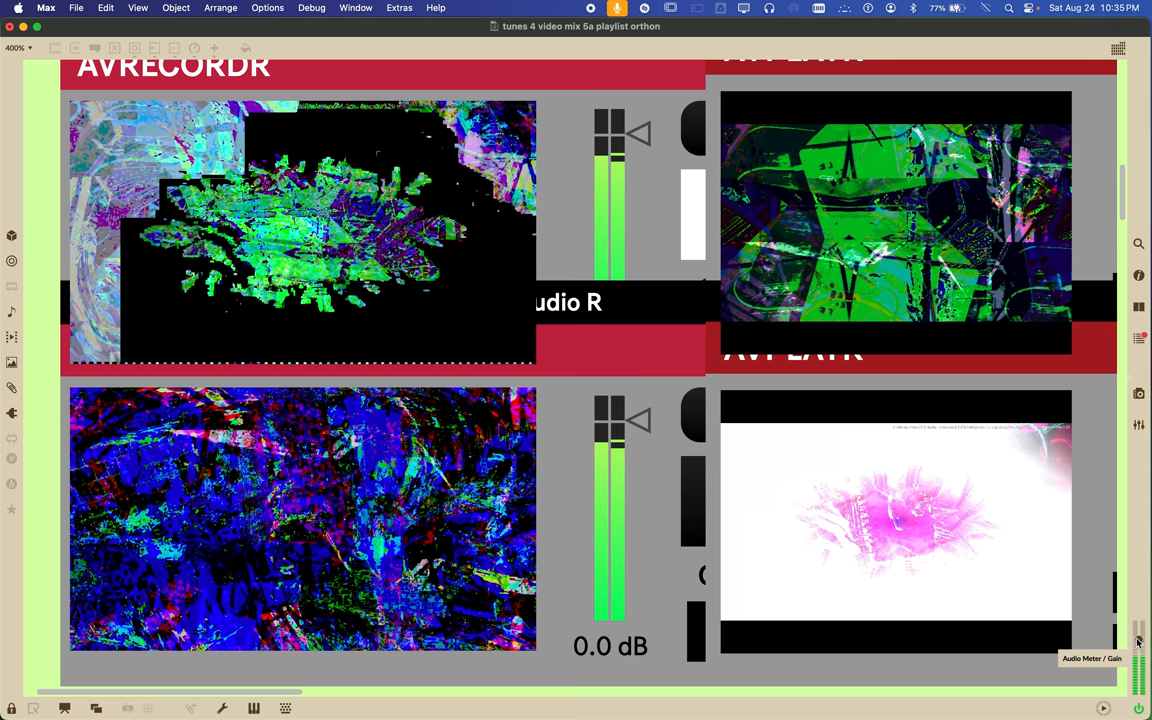 Max File Edit View Object Arrange Options Debug Window Extras Help
77% Sat Aug 24 10:35 PM
tunes 4 video mix 5a playlist orthon
400%
AVRECORDR
udio R
0.0 dB
Audio Meter / Gain